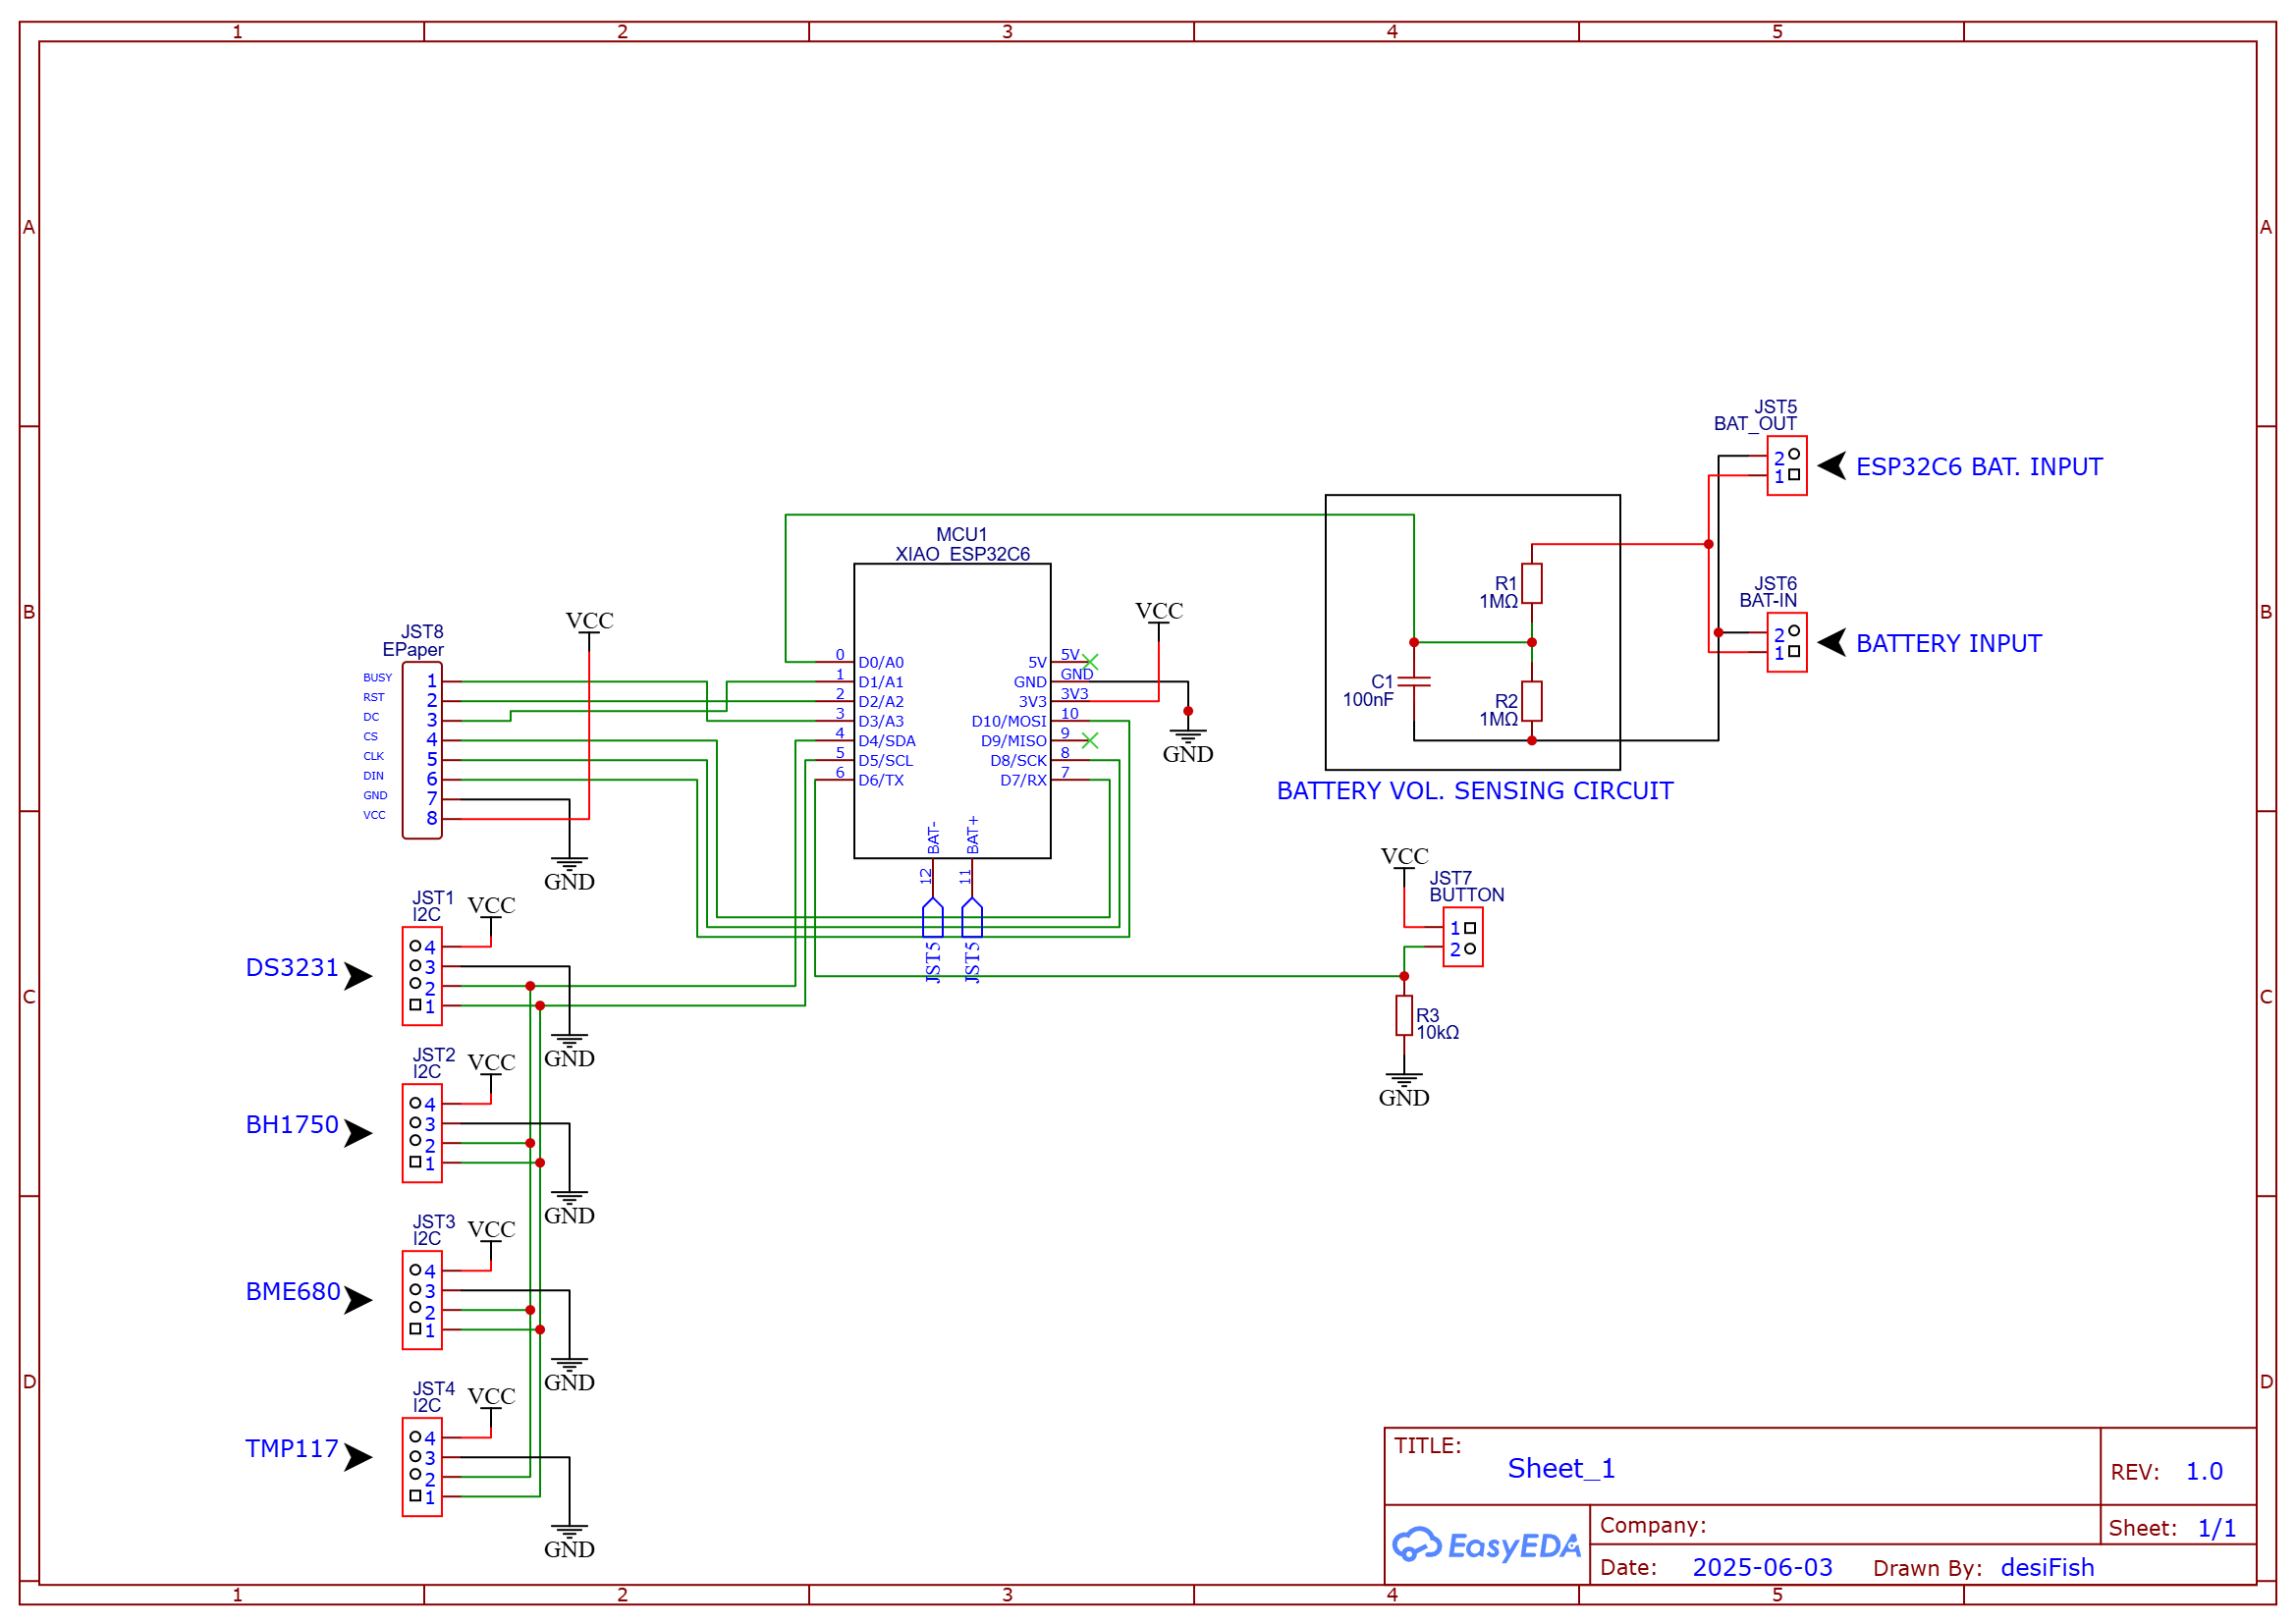 1 2 3 4 5
A A
JST5
BAT_OUT
2
1
ESP32C6 BAT. INPUT
MCU1
XIAO_ESP32C6
R1
1MΩ
JST6
BAT-IN
2
1
BATTERY INPUT
B B
VCC
VCC
JST8
EPaper
BUSY 1
RST 2
DC 3
CS 4
CLK 5
DIN 6
GND 7
VCC 8
GND
0 D0/A0
1 D1/A1
2 D2/A2
3 D3/A3
4 D4/SDA
5 D5/SCL
6 D6/TX
5V 5V
GND GND
3V3 3V3
D10/MOSI 10
D9/MISO 9
D8/SCK 8
D7/RX 7
BAT- 12
BAT+ 11
JST5
JST5
GND
C1
100nF
R2
1MΩ
BATTERY VOL. SENSING CIRCUIT
VCC
JST7
BUTTON
1
2
R3
10kΩ
GND
C C
JST1
I2C
VCC
DS3231
4
3
2
1
GND
JST2
I2C
VCC
BH1750
4
3
2
1
GND
JST3
I2C
VCC
BME680
4
3
2
1
GND
D D
JST4
I2C
VCC
TMP117
4
3
2
1
GND
TITLE:
Sheet_1
REV: 1.0
EasyEDA
Company:
Sheet: 1/1
Date: 2025-06-03 Drawn By: desiFish
1 2 3 4 5